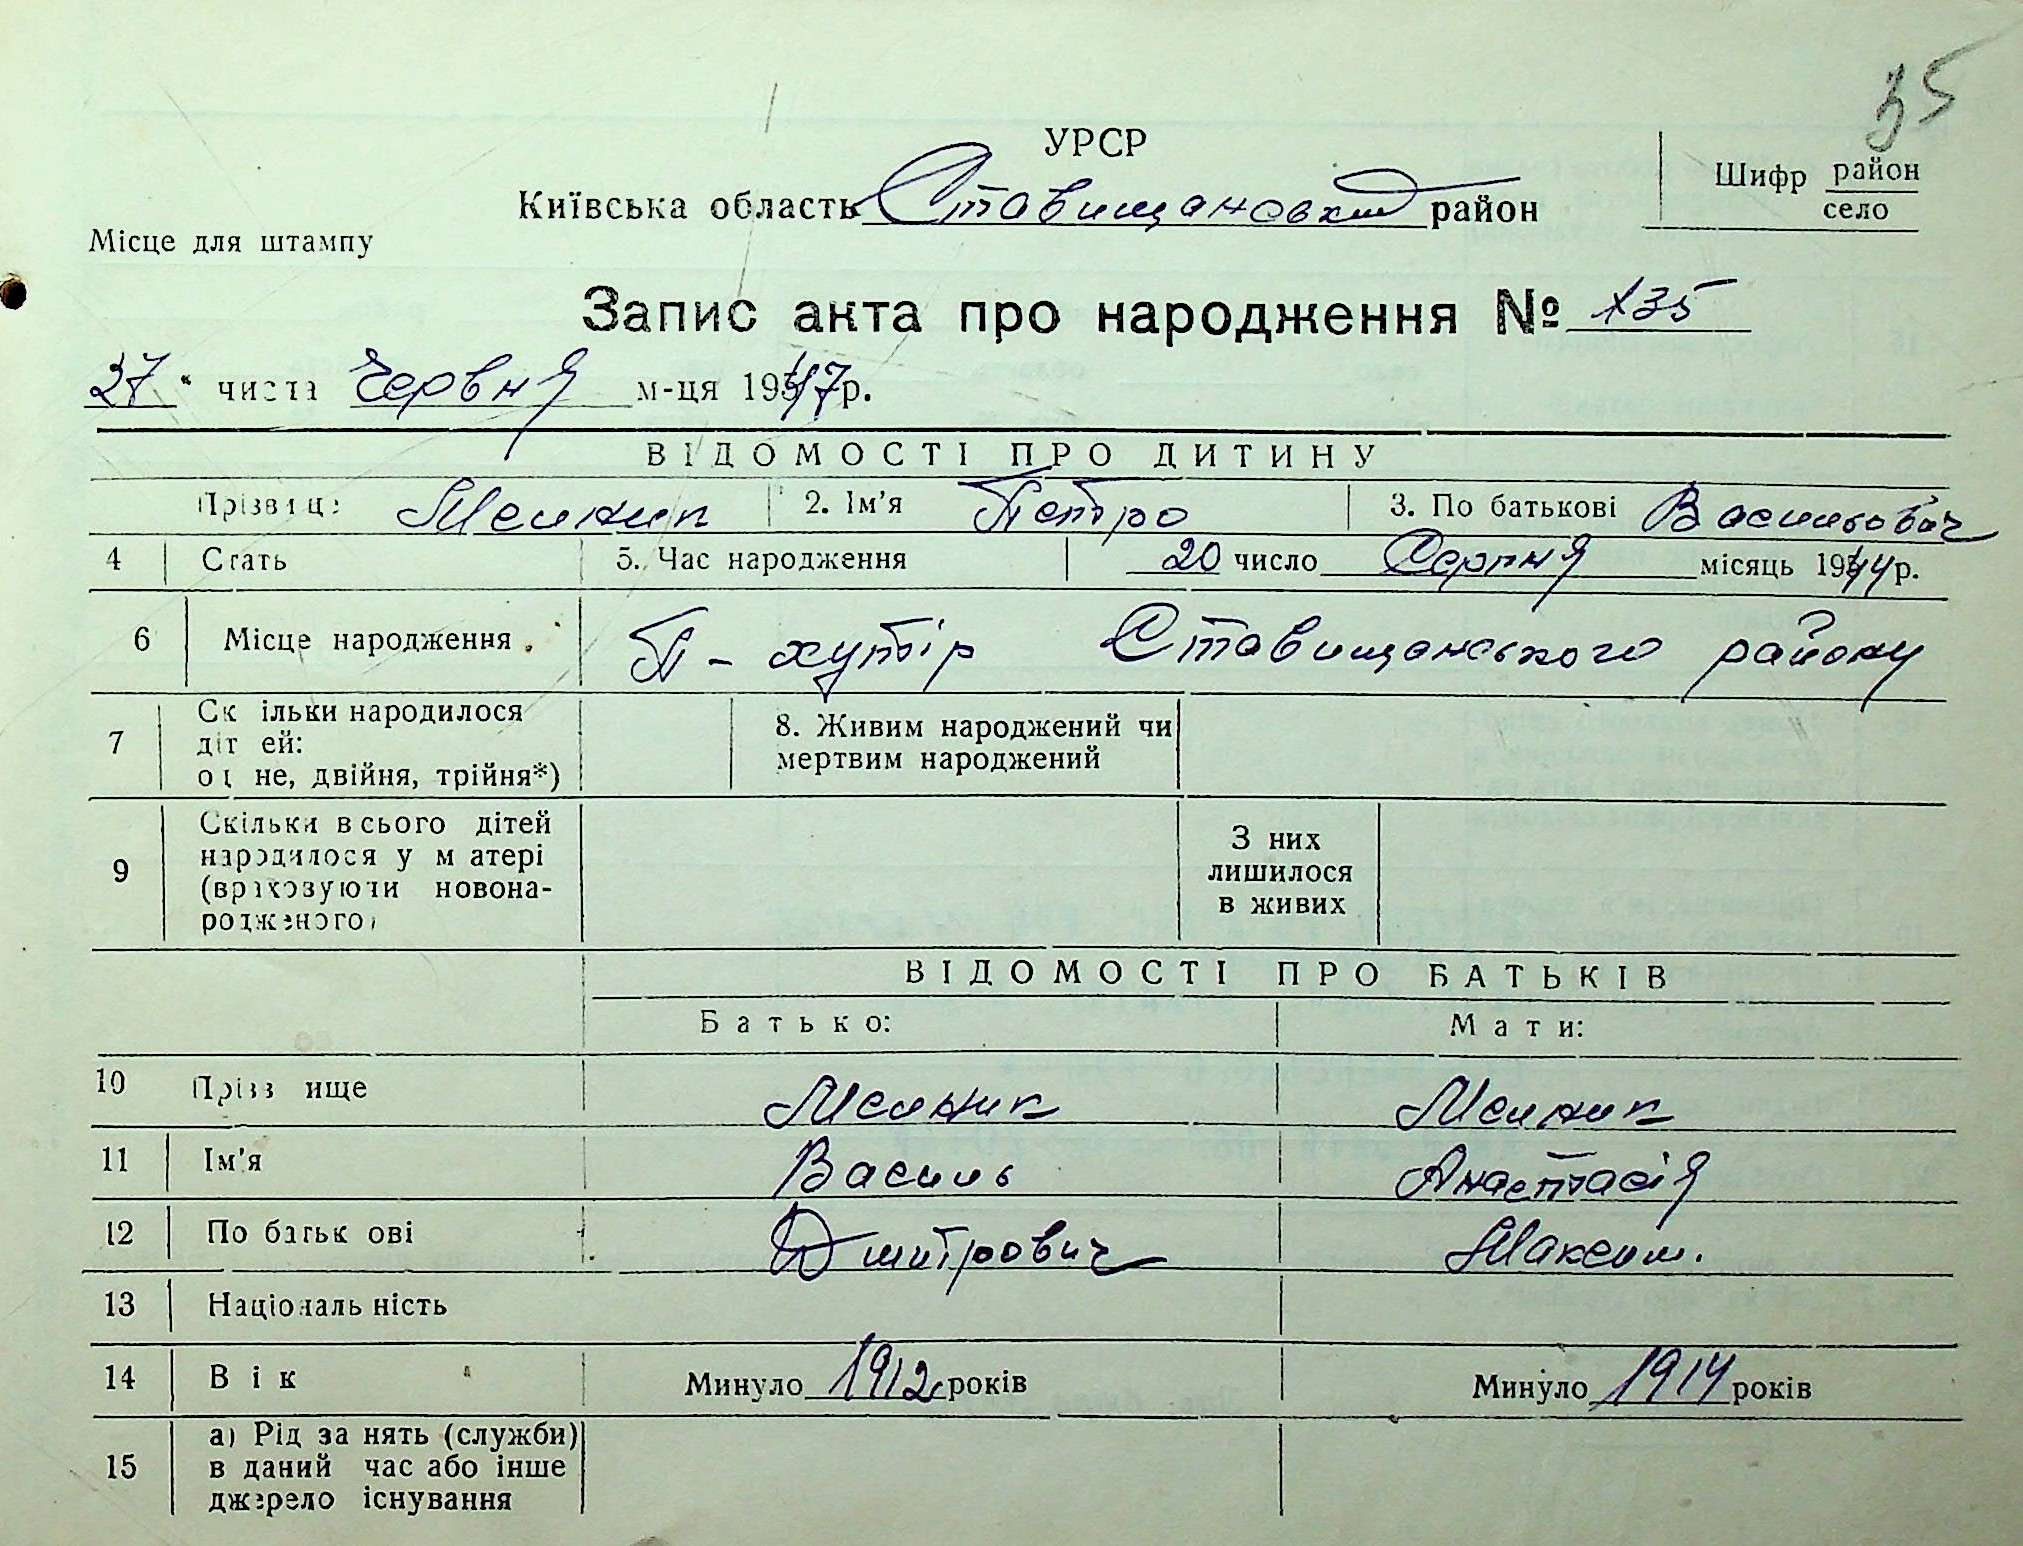 35
УРСР
Київська область Ставищановський район
Шифр район
село
Місце для штампу
Запис акта про народження № 135
27 " числа Червня м-ця 1947 р.
ВІДОМОСТІ ПРО ДИТИНУ
Прізвище Мельник 2. Ім'я Петро 3. По батькові Васильович
4 Стать 5. Час народження 20 число Серпня місяць 1944 р.
6 Місце народження П-хутір Ставищанського району
7 Скільки народилося
дітей:
одне, двійня, трійня*)
8. Живим народжений чи
мертвим народжений
9 Скільки всього дітей
народилося у матері
(враховуючи новона-
родженого)
З них
лишилося
в живих
ВІДОМОСТІ ПРО БАТЬКІВ
Батько: Мати:
10 Прізвище Мельник Мельник
11 Ім'я Василь Анастасія
12 По батькові Дмитрович Максим.
13 Національність
14 Вік Минуло 1912 років Минуло 1914 років
15 а) Рід занять (служби)
в даний час або інше
джерело існування